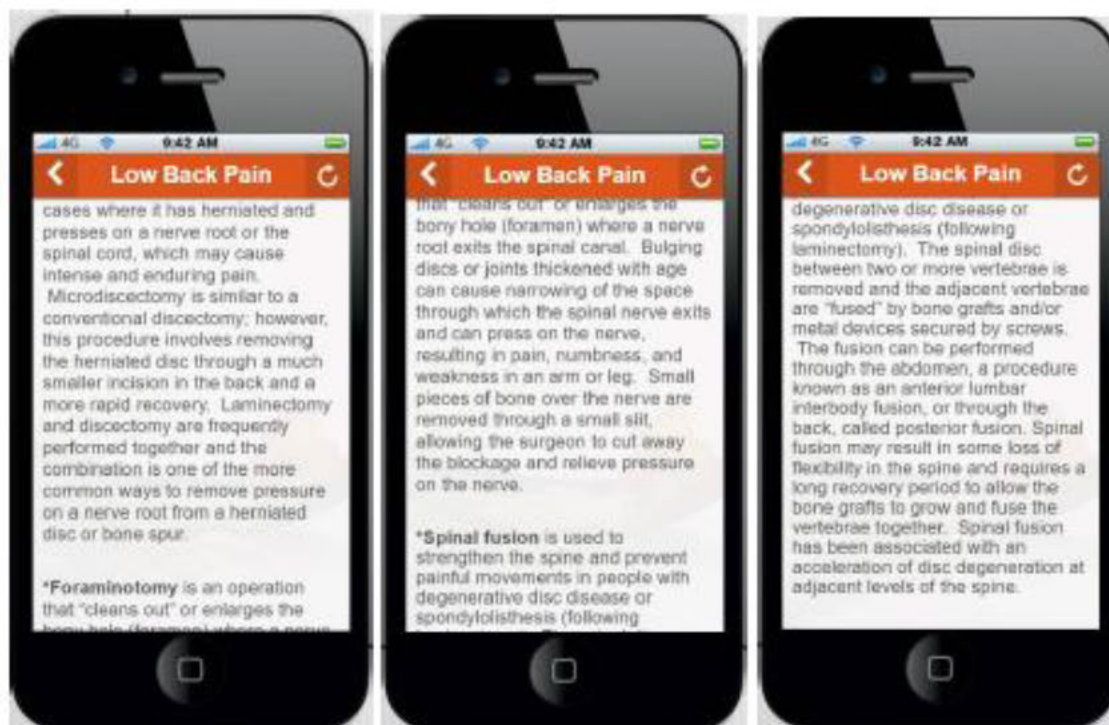 4G 9:42 AM
Low Back Pain
cases where it has herniated and
presses on a nerve root or the
spinal cord, which may cause
intense and enduring pain.
Microdiscectomy is similar to a
conventional discectomy; however,
this procedure involves removing
the herniated disc through a much
smaller incision in the back and a
more rapid recovery. Laminectomy
and discectomy are frequently
performed together and the
combination is one of the more
common ways to remove pressure
on a nerve root from a herniated
disc or bone spur.
*Foraminotomy is an operation
that "cleans out" or enlarges the
bony hole (foramen) where a nerve
4G 9:42 AM
Low Back Pain
that "cleans out" or enlarges the
bony hole (foramen) where a nerve
root exits the spinal canal. Bulging
discs or joints thickened with age
can cause narrowing of the space
through which the spinal nerve exits
and can press on the nerve,
resulting in pain, numbness, and
weakness in an arm or leg. Small
pieces of bone over the nerve are
removed through a small slit,
allowing the surgeon to cut away
the blockage and relieve pressure
on the nerve.
*Spinal fusion is used to
strengthen the spine and prevent
painful movements in people with
degenerative disc disease or
spondylolisthesis (following
4G 9:42 AM
Low Back Pain
degenerative disc disease or
spondylolisthesis (following
laminectomy). The spinal disc
between two or more vertebrae is
removed and the adjacent vertebrae
are "fused" by bone grafts and/or
metal devices secured by screws.
The fusion can be performed
through the abdomen, a procedure
known as an anterior lumbar
interbody fusion, or through the
back, called posterior fusion. Spinal
fusion may result in some loss of
flexibility in the spine and requires a
long recovery period to allow the
bone grafts to grow and fuse the
vertebrae together. Spinal fusion
has been associated with an
acceleration of disc degeneration at
adjacent levels of the spine.